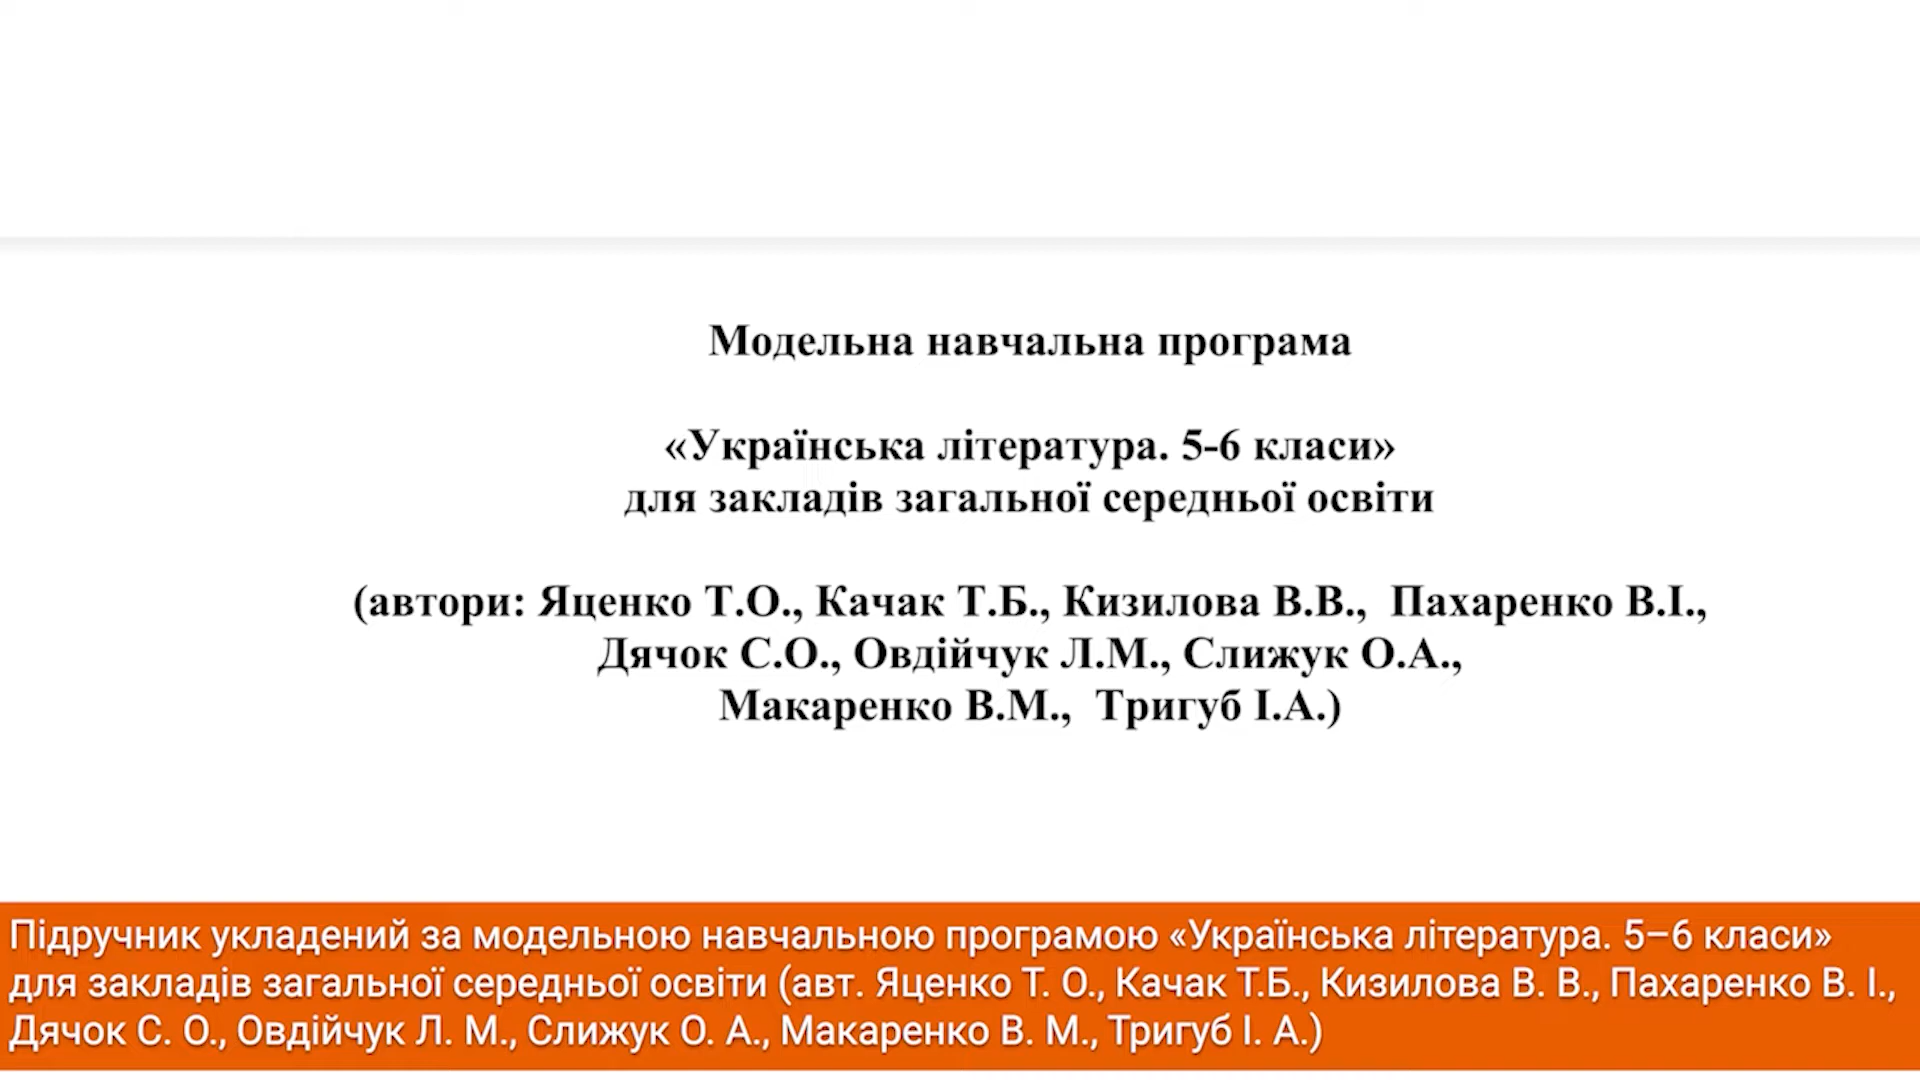 Модельна навчальна програма
«Українська література. 5-6 класи»
для закладів загальної середньої освіти
(автори: Яценко Т.О., Качак Т.Б., Кизилова В.В., Пахаренко В.І.,
Дячок С.О., Овдійчук Л.М., Слижук О.А.,
Макаренко В.М., Тригуб І.А.)
Підручник укладений за модельною навчальною програмою «Українська література. 5–6 класи»
для закладів загальної середньої освіти (авт. Яценко Т. О., Качак Т.Б., Кизилова В. В., Пахаренко В. І.,
Дячок С. О., Овдійчук Л. М., Слижук О. А., Макаренко В. М., Тригуб І. А.)